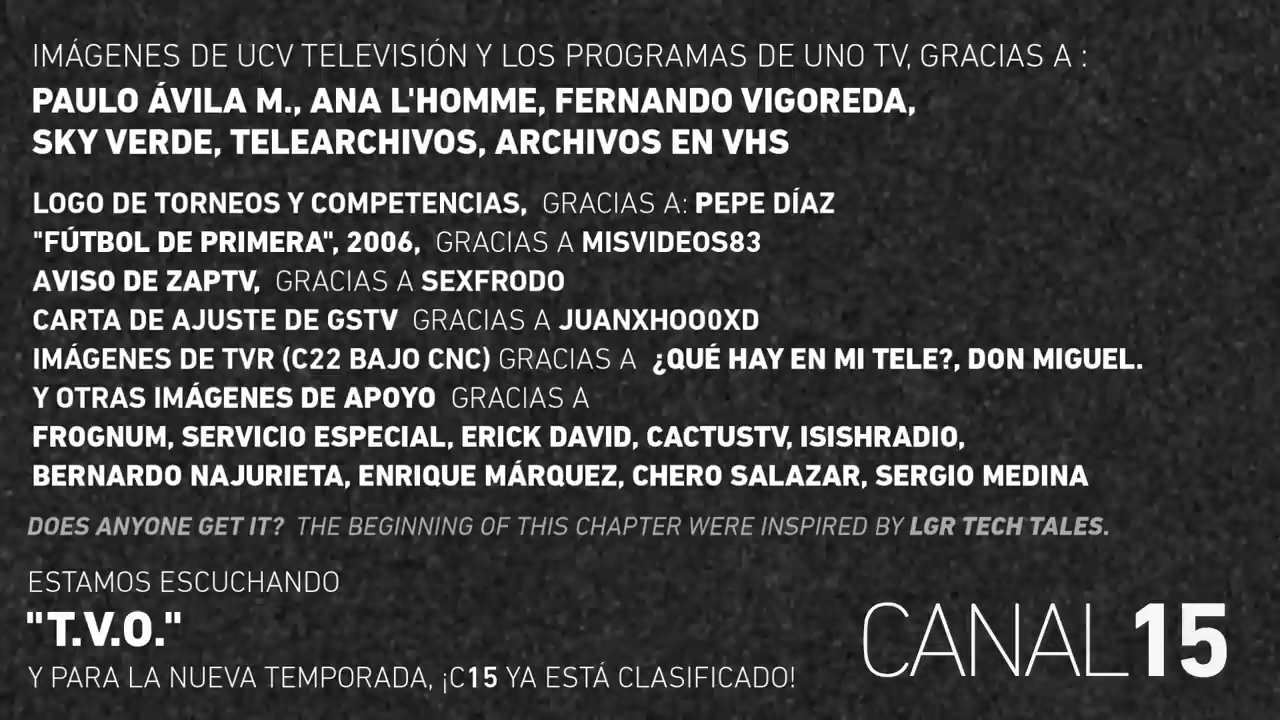 IMÁGENES DE UCV TELEVISIÓN Y LOS PROGRAMAS DE UNO TV, GRACIAS A :
PAULO ÁVILA M., ANA L'HOMME, FERNANDO VIGOREDA,
SKY VERDE, TELEARCHIVOS, ARCHIVOS EN VHS
LOGO DE TORNEOS Y COMPETENCIAS, GRACIAS A: PEPE DÍAZ
"FÚTBOL DE PRIMERA", 2006, GRACIAS A MISVIDEOS83
AVISO DE ZAPTV, GRACIAS A SEXFRODO
CARTA DE AJUSTE DE GSTV GRACIAS A JUANXHOO0XD
IMÁGENES DE TVR (C22 BAJO CNC) GRACIAS A ¿QUÉ HAY EN MI TELE?, DON MIGUEL.
Y OTRAS IMÁGENES DE APOYO GRACIAS A
FROGNUM, SERVICIO ESPECIAL, ERICK DAVID, CACTUSTV, ISISHRADIO,
BERNARDO NAJURIETA, ENRIQUE MÁRQUEZ, CHERO SALAZAR, SERGIO MEDINA
DOES ANYONE GET IT? THE BEGINNING OF THIS CHAPTER WERE INSPIRED BY LGR TECH TALES.
ESTAMOS ESCUCHANDO
"T.V.O."
Y PARA LA NUEVA TEMPORADA, ¡C15 YA ESTÁ CLASIFICADO!
CANAL15